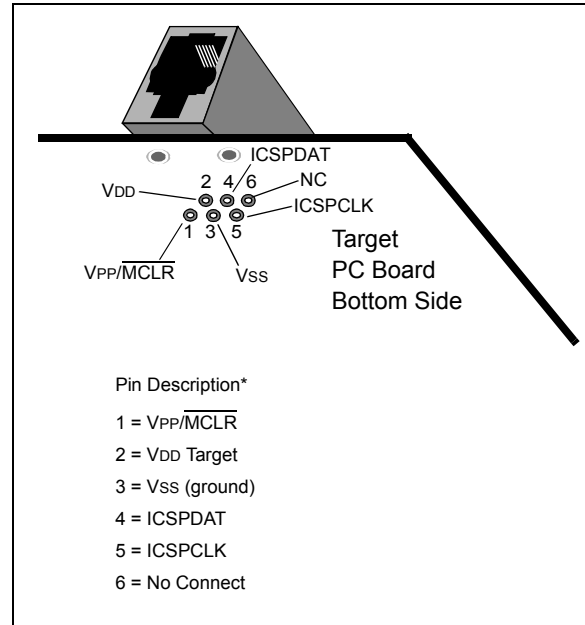 ICSPDAT
VDD
2 4 6
NC
ICSPCLK
1 3 5
VPP/MCLR
VSS
Target
PC Board
Bottom Side
Pin Description*
1 = VPP/MCLR
2 = VDD Target
3 = VSS (ground)
4 = ICSPDAT
5 = ICSPCLK
6 = No Connect